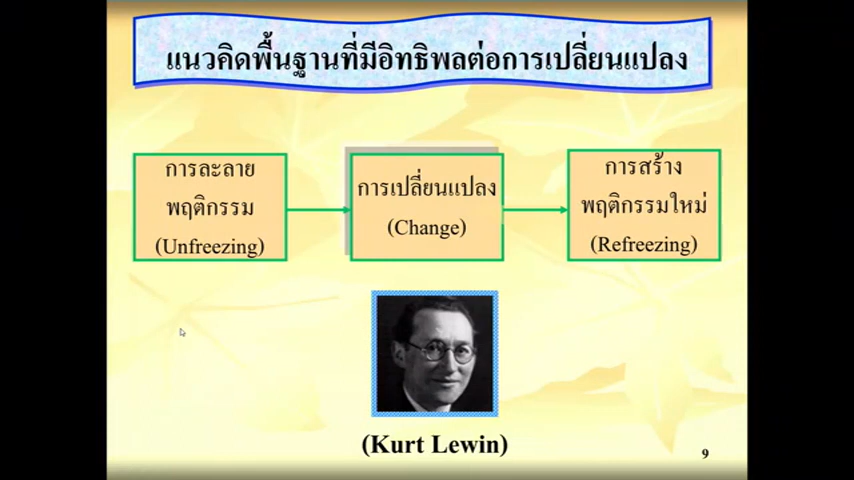 แนวคิดพื้นฐานที่มีอิทธิพลต่อการเปลี่ยนแปลง
การละลาย
พฤติกรรม
(Unfreezing)
การเปลี่ยนแปลง
(Change)
การสร้าง
พฤติกรรมใหม่
(Refreezing)
(Kurt Lewin)
9